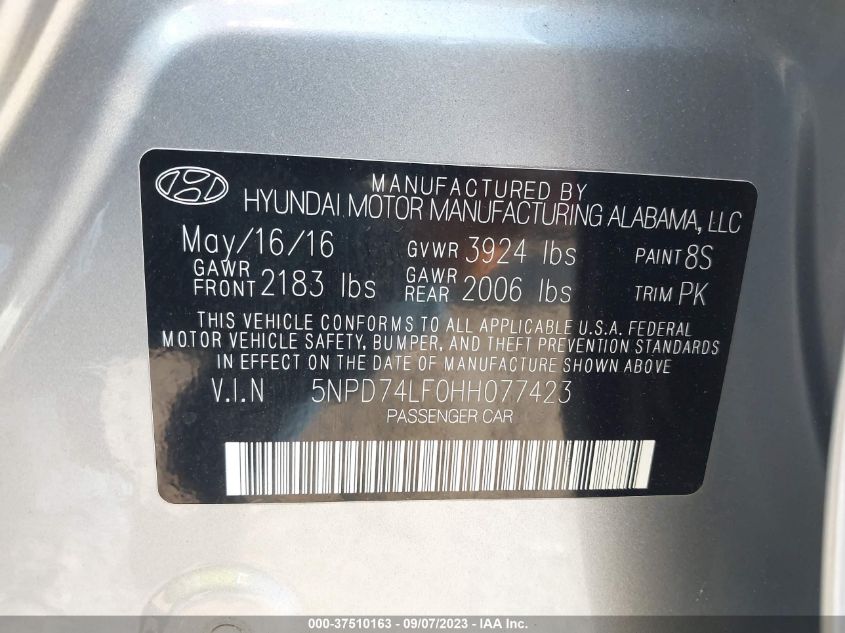 MANUFACTURED BY
HYUNDAI MOTOR MANUFACTURING ALABAMA, LLC
May/16/16 GVWR 3924 lbs PAINT 8S
GAWR FRONT 2183 lbs GAWR REAR 2006 lbs TRIM PK
THIS VEHICLE CONFORMS TO ALL APPLICABLE U.S.A. FEDERAL
MOTOR VEHICLE SAFETY, BUMPER, AND THEFT PREVENTION STANDARDS
IN EFFECT ON THE DATE OF MANUFACTURE SHOWN ABOVE
V.I.N 5NPD74LF0HH077423
PASSENGER CAR
000-37510163 - 09/07/2023 - IAA Inc.